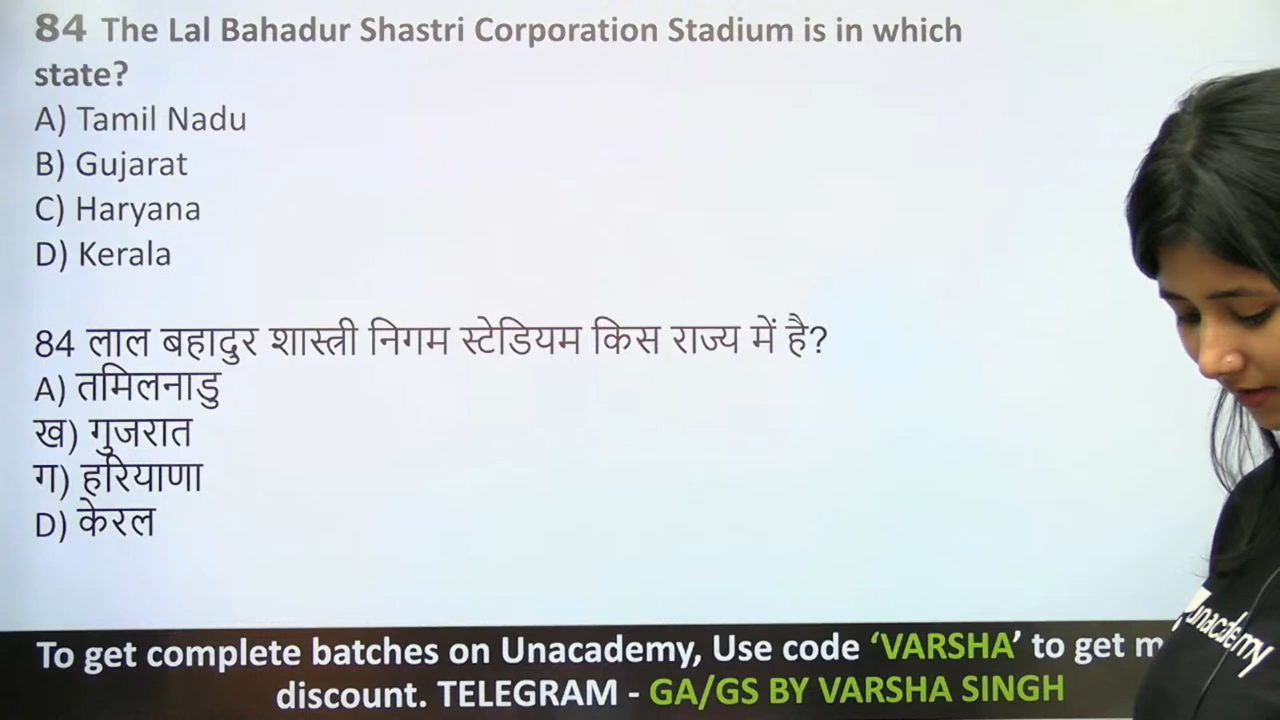 84 The Lal Bahadur Shastri Corporation Stadium is in which
state?
A) Tamil Nadu
B) Gujarat
C) Haryana
D) Kerala
84 लाल बहादुर शास्त्री निगम स्टेडियम किस राज्य में है?
A) तमिलनाडु
ख) गुजरात
ग) हरियाणा
D) केरल
unacademy
To get complete batches on Unacademy, Use code ‘VARSHA’ to get m
discount. TELEGRAM - GA/GS BY VARSHA SINGH